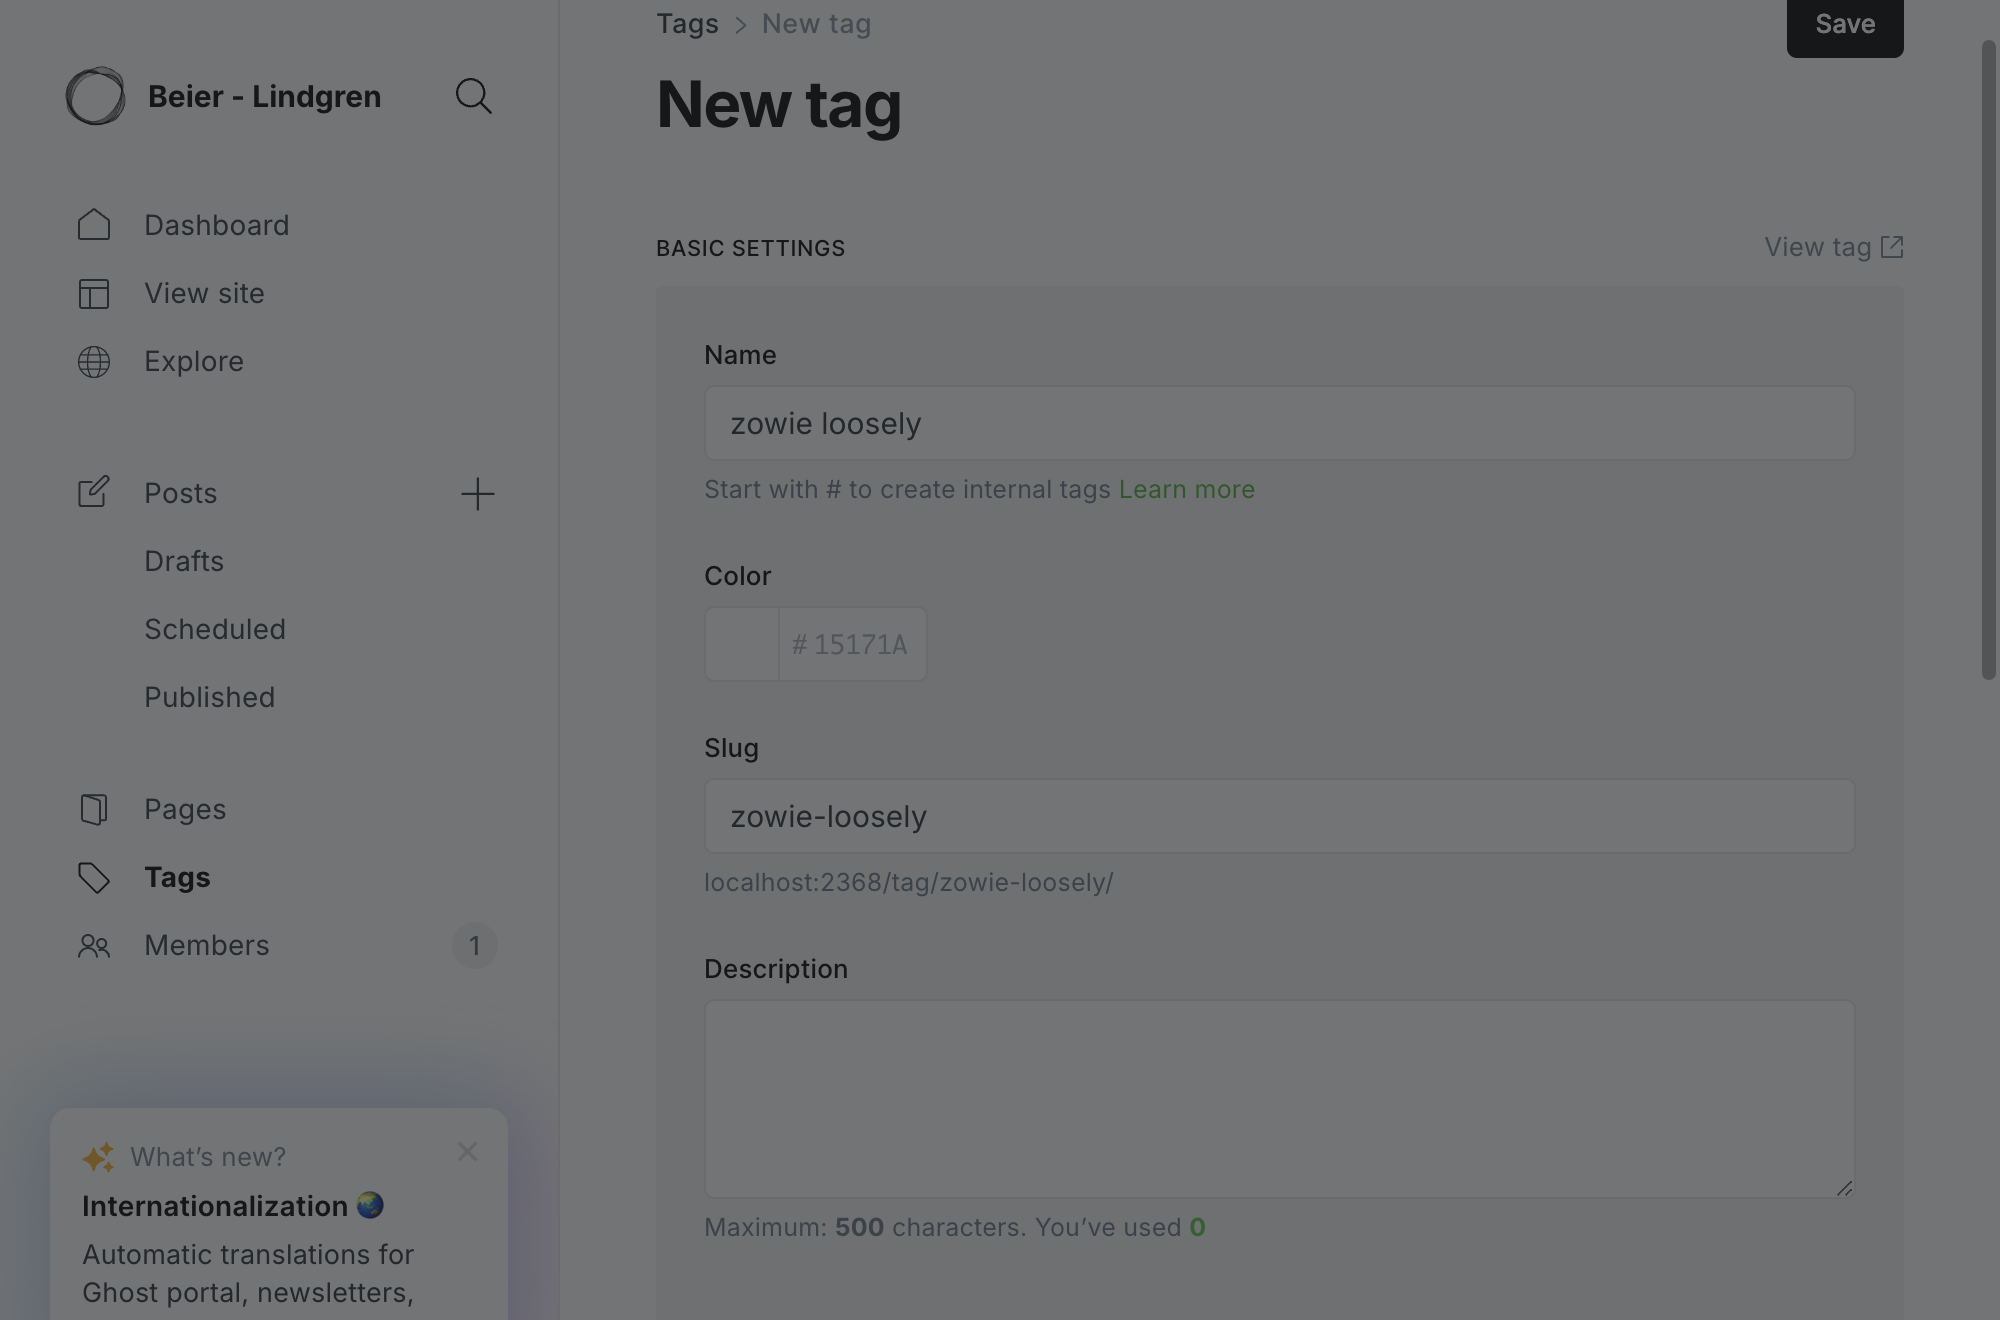 Beier - Lindgren
Dashboard
View site
Explore
Posts
Drafts
Scheduled
Published
Pages
Tags
Members 1
What’s new?
Internationalization 🌏
Automatic translations for
Ghost portal, newsletters,
Tags > New tag
Save
New tag
BASIC SETTINGS
View tag
Name
zowie loosely
Start with # to create internal tags Learn more
Color
# 15171A
Slug
zowie-loosely
localhost:2368/tag/zowie-loosely/
Description
Maximum: 500 characters. You’ve used 0